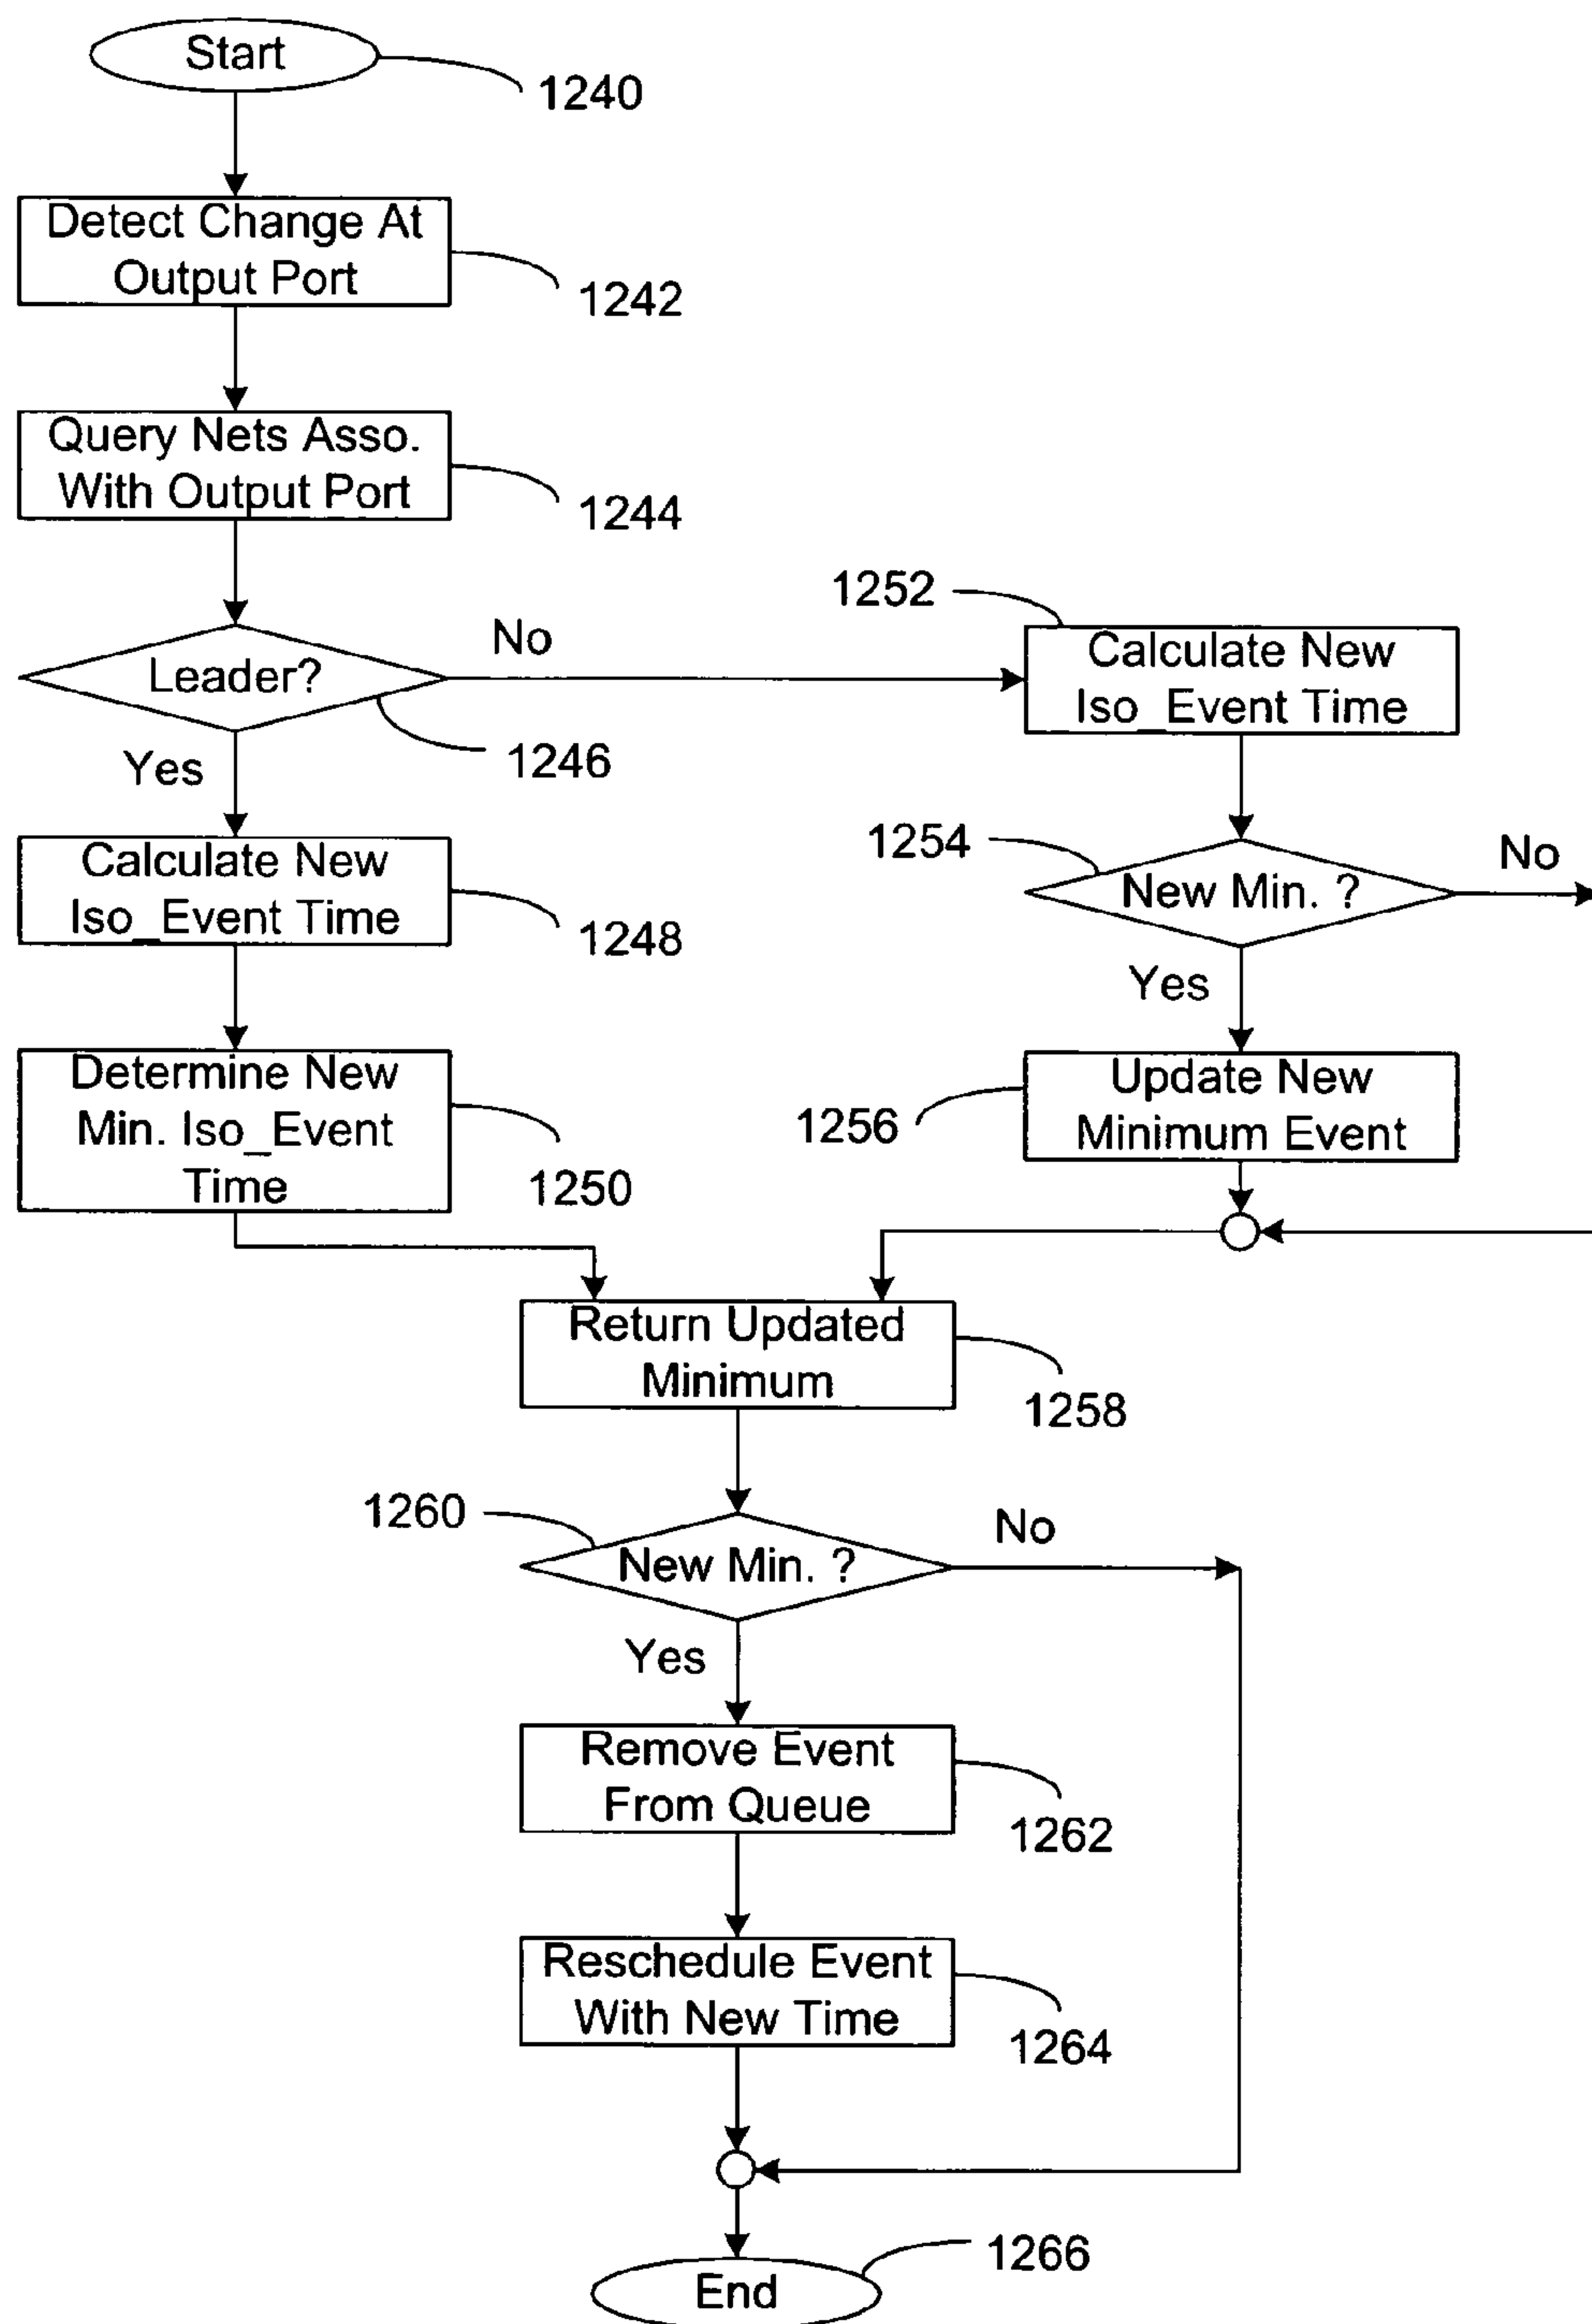 Start
1240
Detect Change At
Output Port
1242
Query Nets Asso.
With Output Port
1244
Leader?
No
1246
Yes
1252
Calculate New
Iso_Event Time
Calculate New
Iso_Event Time
1248
1254
New Min. ?
No
Yes
Determine New
Min. Iso_Event
Time
1250
Update New
Minimum Event
1256
Return Updated
Minimum
1258
1260
New Min. ?
No
Yes
Remove Event
From Queue
1262
Reschedule Event
With New Time
1264
1266
End